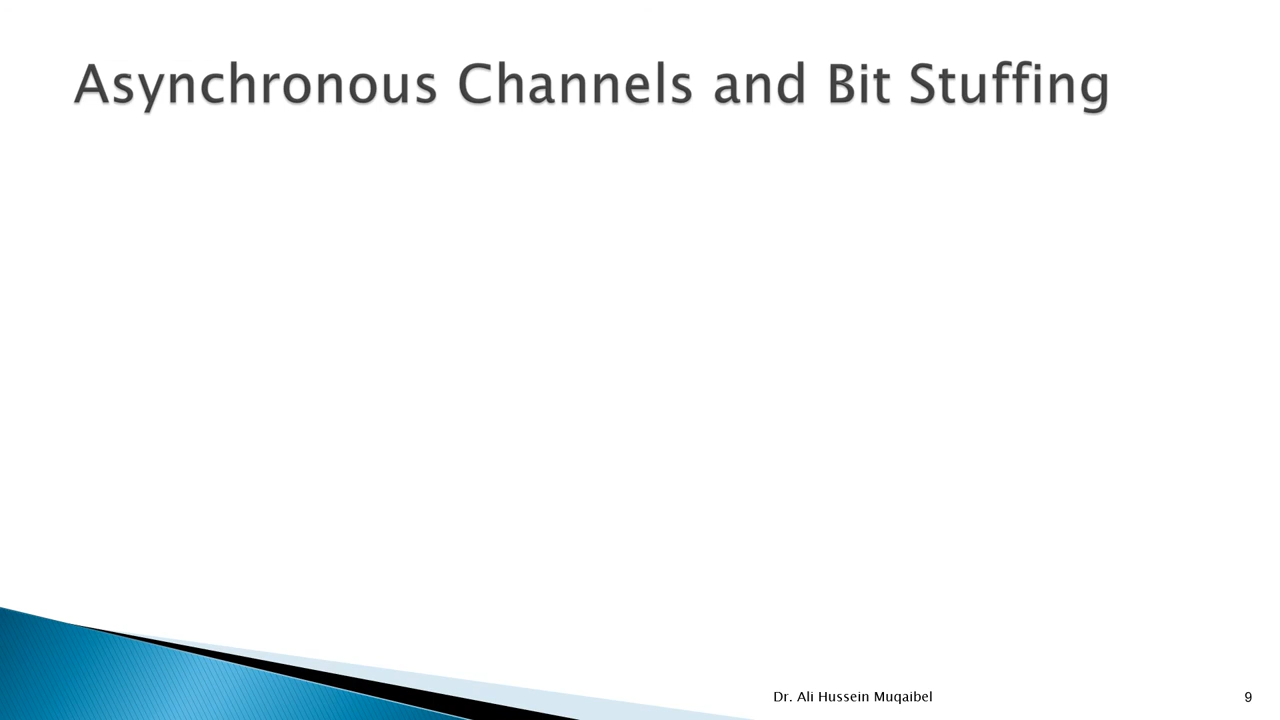 Asynchronous Channels and Bit Stuffing
Dr. Ali Hussein Muqaibel
9